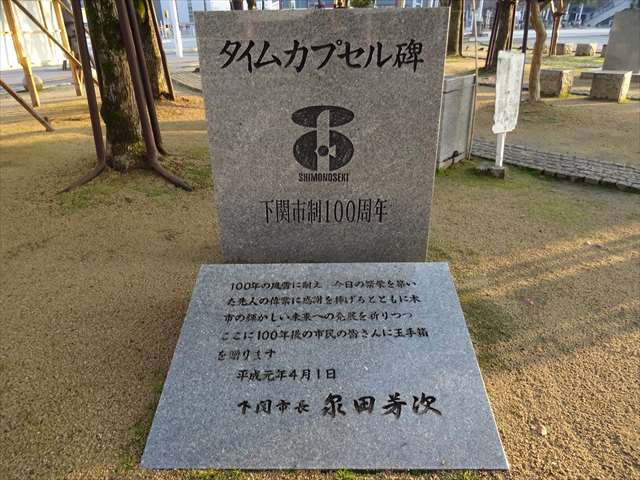 タイムカプセル碑
SHIMONOSEKI
下関市制100周年
100年の風雪に耐え 今日の繁栄を築い
た先人の偉業に感謝を捧げるとともに本
市の輝かしい未来への発展を祈りつつ
ここに100年後の市民の皆さんに玉手箱
を贈ります
平成元年4月1日
下関市長 泉田芳次